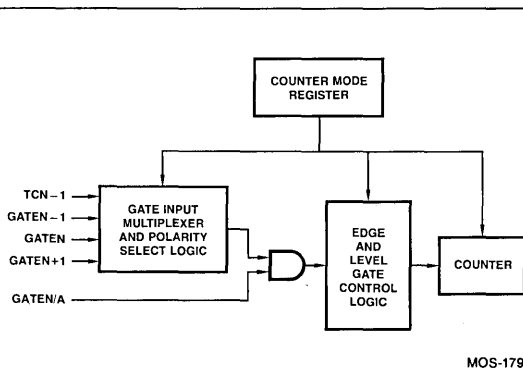 COUNTER MODE
REGISTER
TCN−1
GATEN−1
GATEN
GATEN+1
GATEN/A
GATE INPUT
MULTIPLEXER
AND POLARITY
SELECT LOGIC
EDGE
AND
LEVEL
GATE
CONTROL
LOGIC
COUNTER
MOS-179